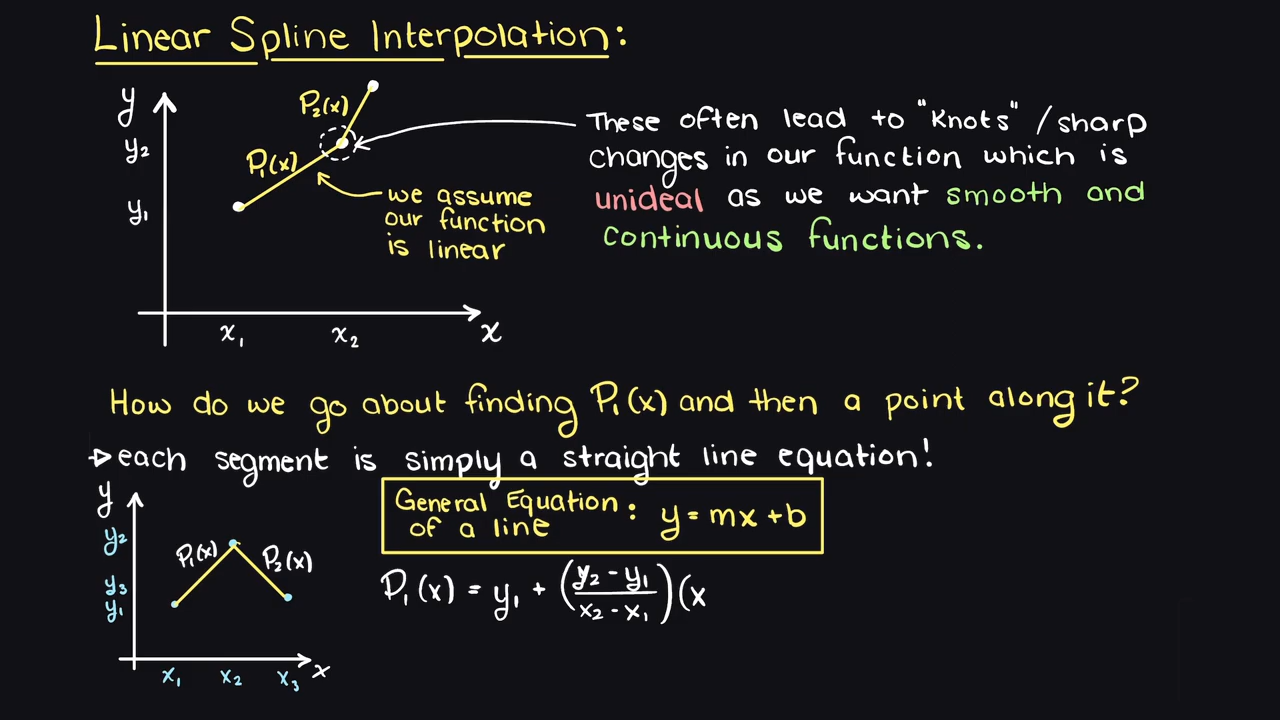 Linear Spline Interpolation:
y
P₂(x)
y₂
P₁(x)
y₁
we assume
our function
is linear
x₁
x₂
x
These often lead to "Knots" / sharp
changes in our function which is
unideal as we want smooth and
continuous functions.
How do we go about finding P₁(x) and then a point along it?
each segment is simply a straight line equation!
y
y₂
P₁(x)
P₂(x)
y₃
y₁
x₁
x₂
x₃
x
General Equation
of a line : y = mx + b
P₁(x) = y₁ + ((y₂ - y₁)/(x₂ - x₁))(x